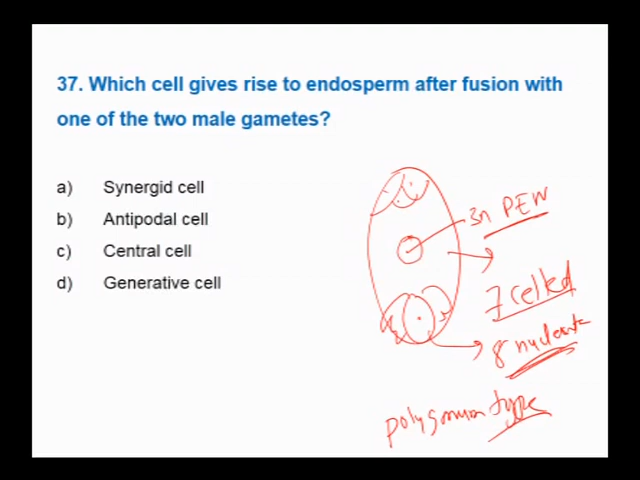 37. Which cell gives rise to endosperm after fusion with
one of the two male gametes?
a) Synergid cell
b) Antipodal cell
c) Central cell
d) Generative cell
3n PEN
7 celled
8 nucleate
polygonum type